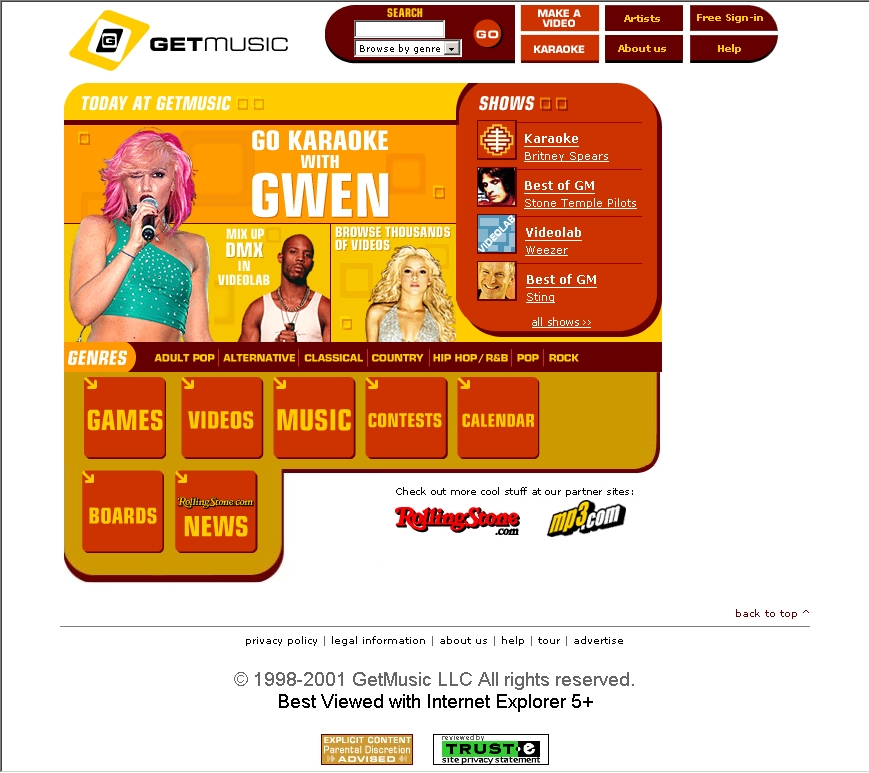 GETMUSIC
SEARCH
Browse by genre
GO
MAKE A
VIDEO
KARAOKE
Artists
About us
Free Sign-in
Help
TODAY AT GETMUSIC
GO KARAOKE
WITH
GWEN
MIX UP
DMX
IN
VIDEOLAB
BROWSE THOUSANDS
OF VIDEOS
SHOWS
Karaoke
Britney Spears
Best of GM
Stone Temple Pilots
VIDEOLAB
Videolab
Weezer
Best of GM
Sting
all shows >>
GENRES
ADULT POP | ALTERNATIVE | CLASSICAL | COUNTRY | HIP HOP/R&B | POP | ROCK
GAMES
VIDEOS
MUSIC
CONTESTS
CALENDAR
BOARDS
RollingStone.com
NEWS
Check out more cool stuff at our partner sites:
RollingStone
.com
mp3.com
back to top ^
privacy policy | legal information | about us | help | tour | advertise
© 1998-2001 GetMusic LLC All rights reserved.
Best Viewed with Internet Explorer 5+
EXPLICIT CONTENT
Parental Discretion
ADVISED
reviewed by
TRUST·e
site privacy statement